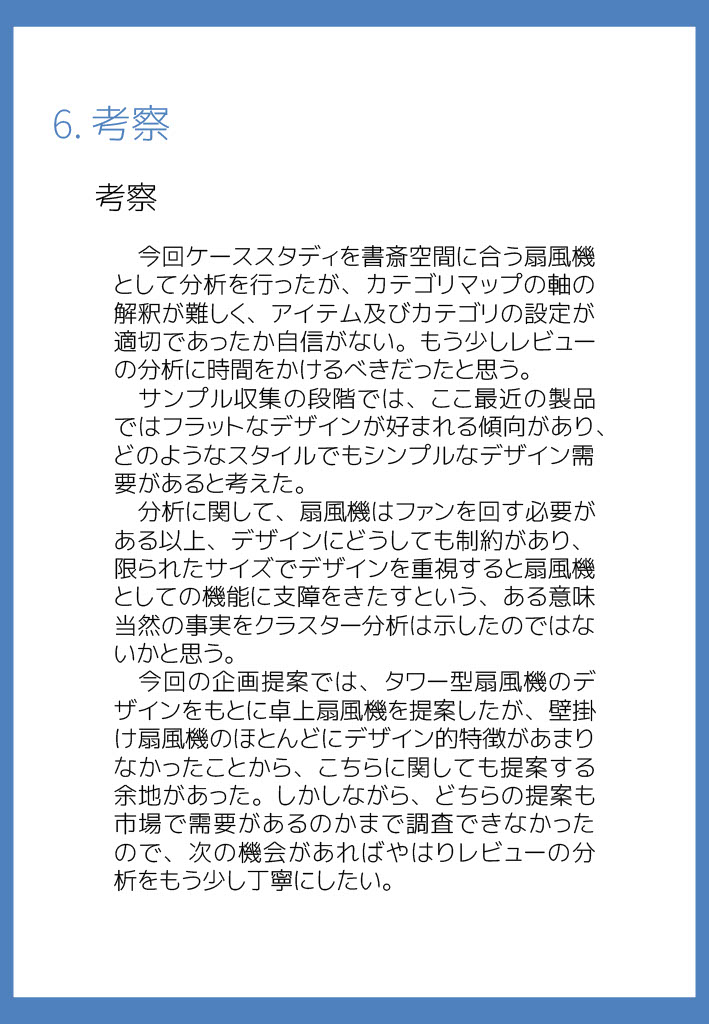 6. 考察
考察
今回ケーススタディを書斎空間に合う扇風機
として分析を行ったが、カテゴリマップの軸の
解釈が難しく、アイテム及びカテゴリの設定が
適切であったか自信がない。もう少しレビュー
の分析に時間をかけるべきだったと思う。
サンプル収集の段階では、ここ最近の製品
ではフラットなデザインが好まれる傾向があり、
どのようなスタイルでもシンプルなデザイン需
要があると考えた。
分析に関して、扇風機はファンを回す必要が
ある以上、デザインにどうしても制約があり、
限られたサイズでデザインを重視すると扇風機
としての機能に支障をきたすという、ある意味
当然の事実をクラスター分析は示したのではな
いかと思う。
今回の企画提案では、タワー型扇風機のデ
ザインをもとに卓上扇風機を提案したが、壁掛
け扇風機のほとんどにデザイン的特徴があまり
なかったことから、こちらに関しても提案する
余地があった。しかしながら、どちらの提案も
市場で需要があるのかまで調査できなかった
ので、次の機会があればやはりレビューの分
析をもう少し丁寧にしたい。